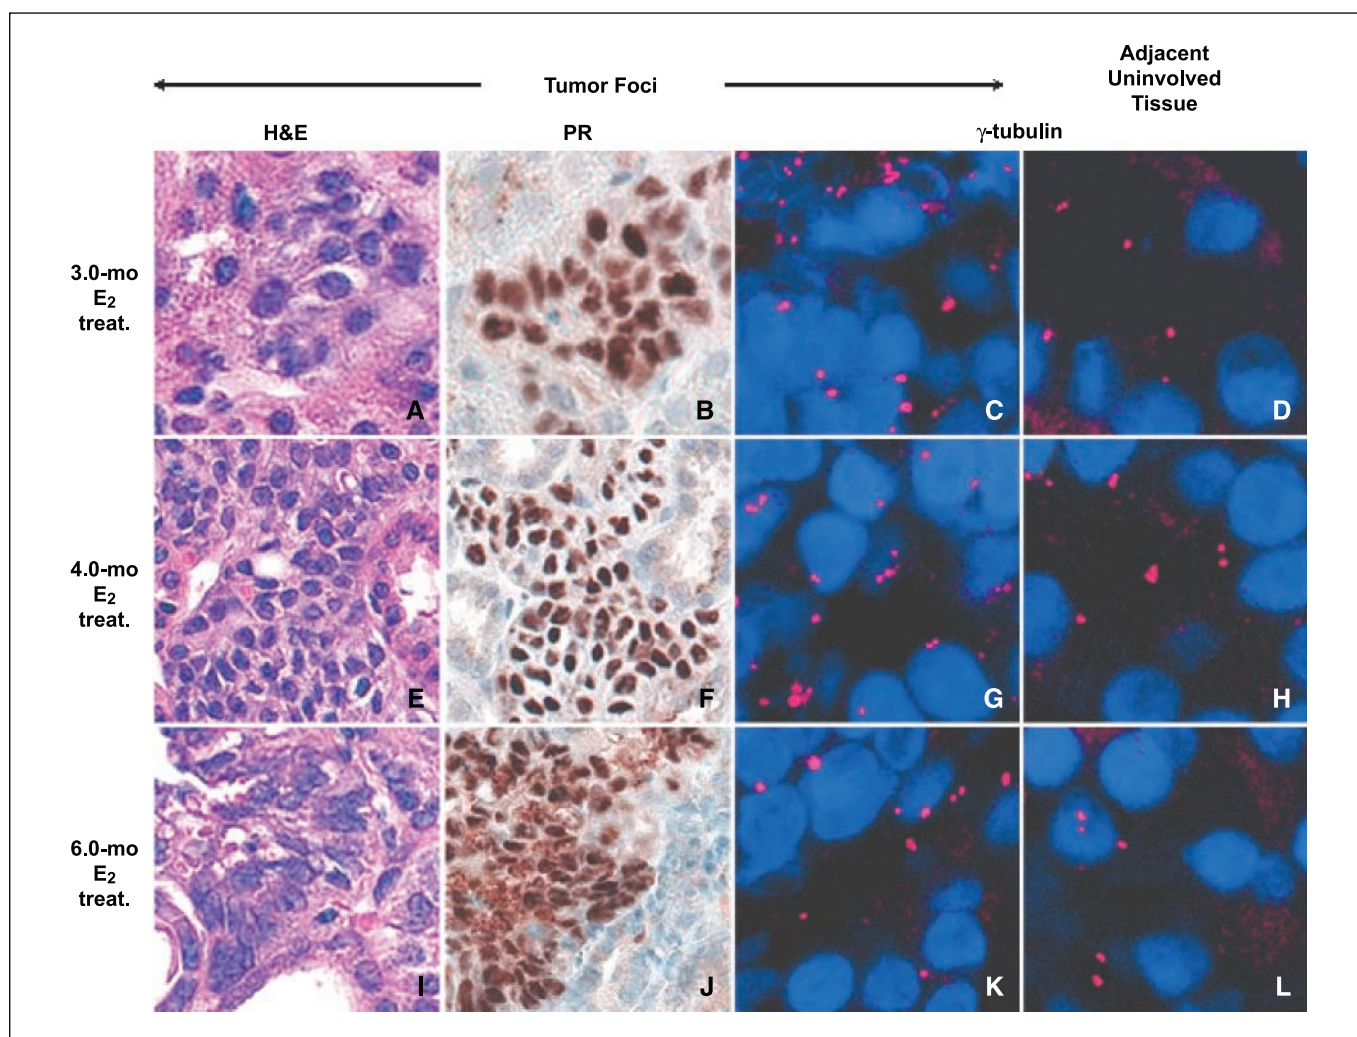 Adjacent
Uninvolved
Tissue
Tumor Foci
H&E
PR
γ-tubulin
3.0-mo
E₂
treat.
A
B
C
D
4.0-mo
E₂
treat.
E
F
G
H
6.0-mo
E₂
treat.
I
J
K
L